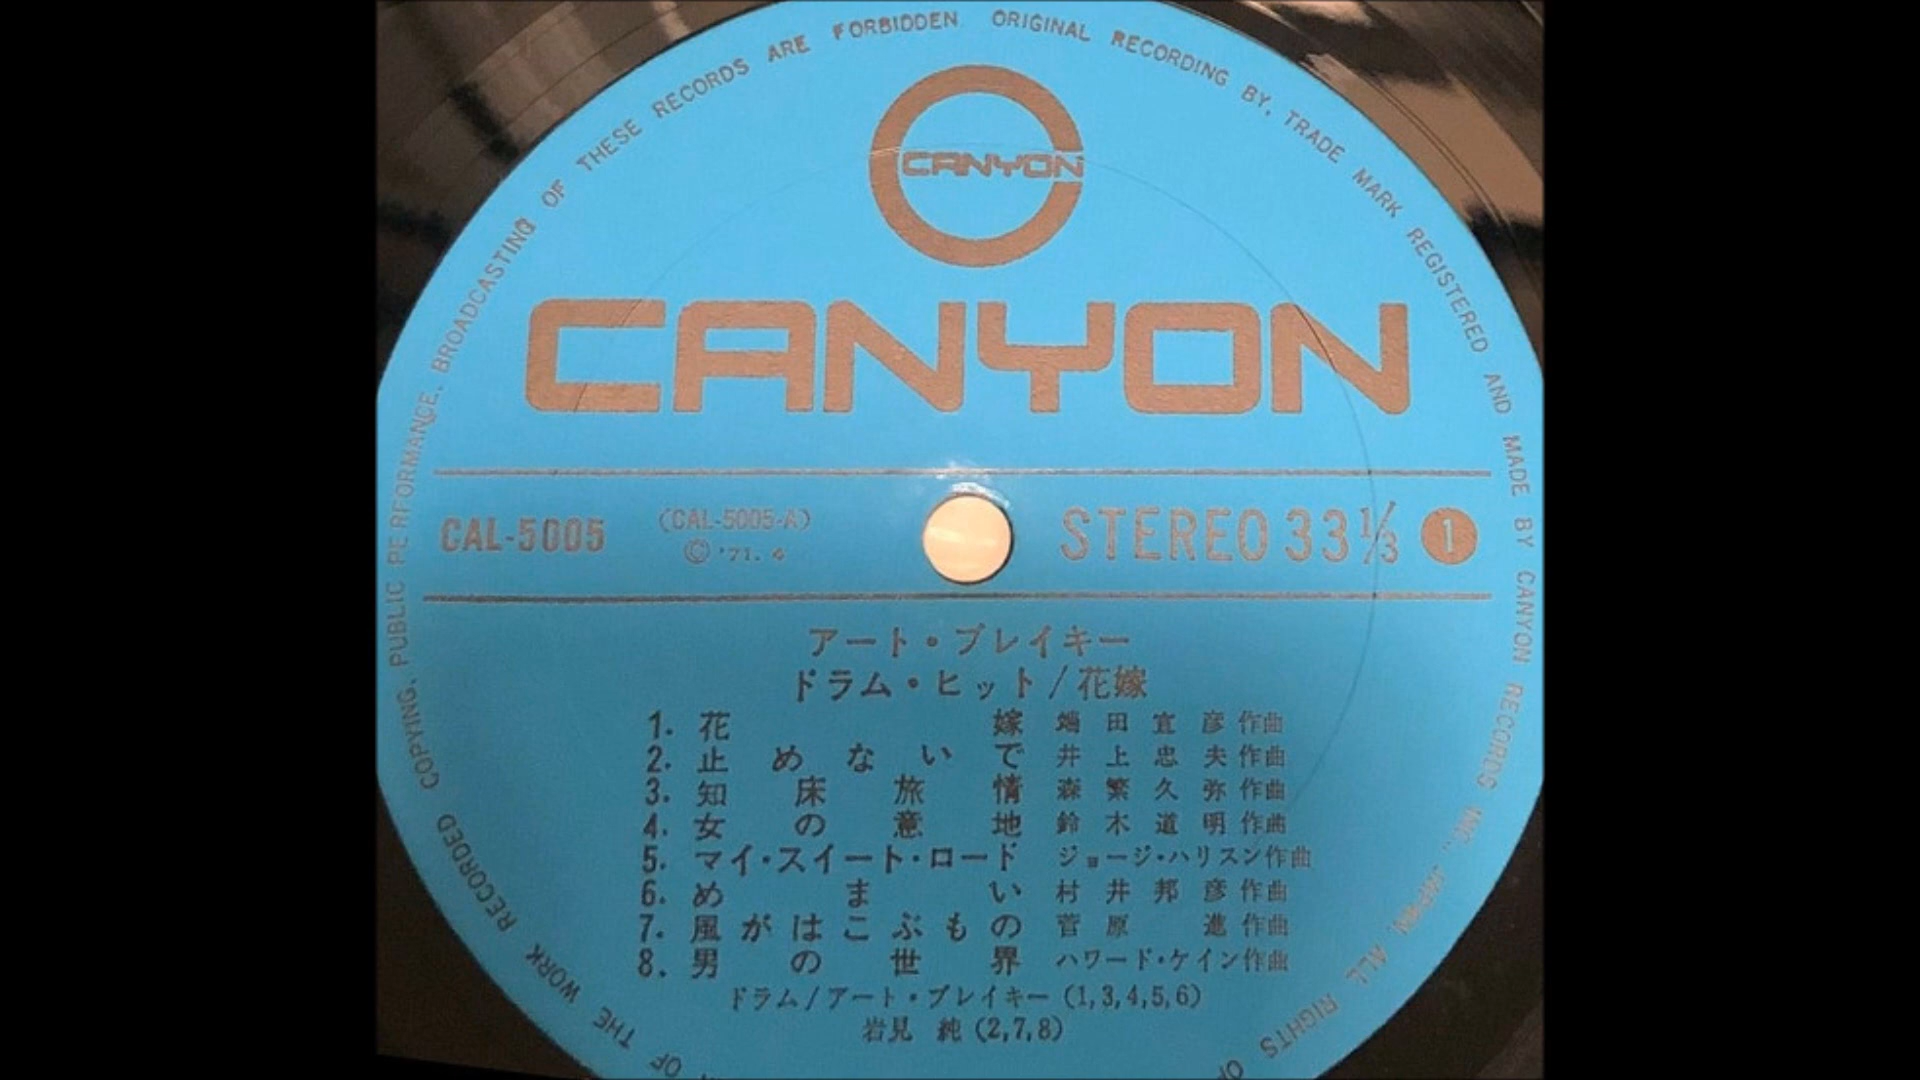 COPYING, PUBLIC PERFORMANCE, BROADCASTING OF THESE RECORDS ARE FORBIDDEN ORIGINAL RECORDING BY, TRADE MARK REGISTERED AND MADE BY CANYON RECORDS INC., JAPAN, ALL RIGHTS OF
OF THE WORK RECORDED
CANYON
CANYON
CAL-5005 (CAL-5005-A) STEREO 33⅓ 1
Ⓒ '71. 4
アート・ブレイキー
ドラム・ヒット/花嫁
1. 花嫁 端田宣彦 作曲
2. 止めないで 井上忠夫 作曲
3. 知床旅情 森繁久弥 作曲
4. 女の意地 鈴木道明 作曲
5. マイ・スイート・ロード ジョージ・ハリスン作曲
6. めまい 村井邦彦 作曲
7. 風がはこぶもの 菅原進 作曲
8. 男の世界 ハワード・ケイン作曲
ドラム/アート・ブレイキー (1,3,4,5,6)
岩見 純 (2,7,8)